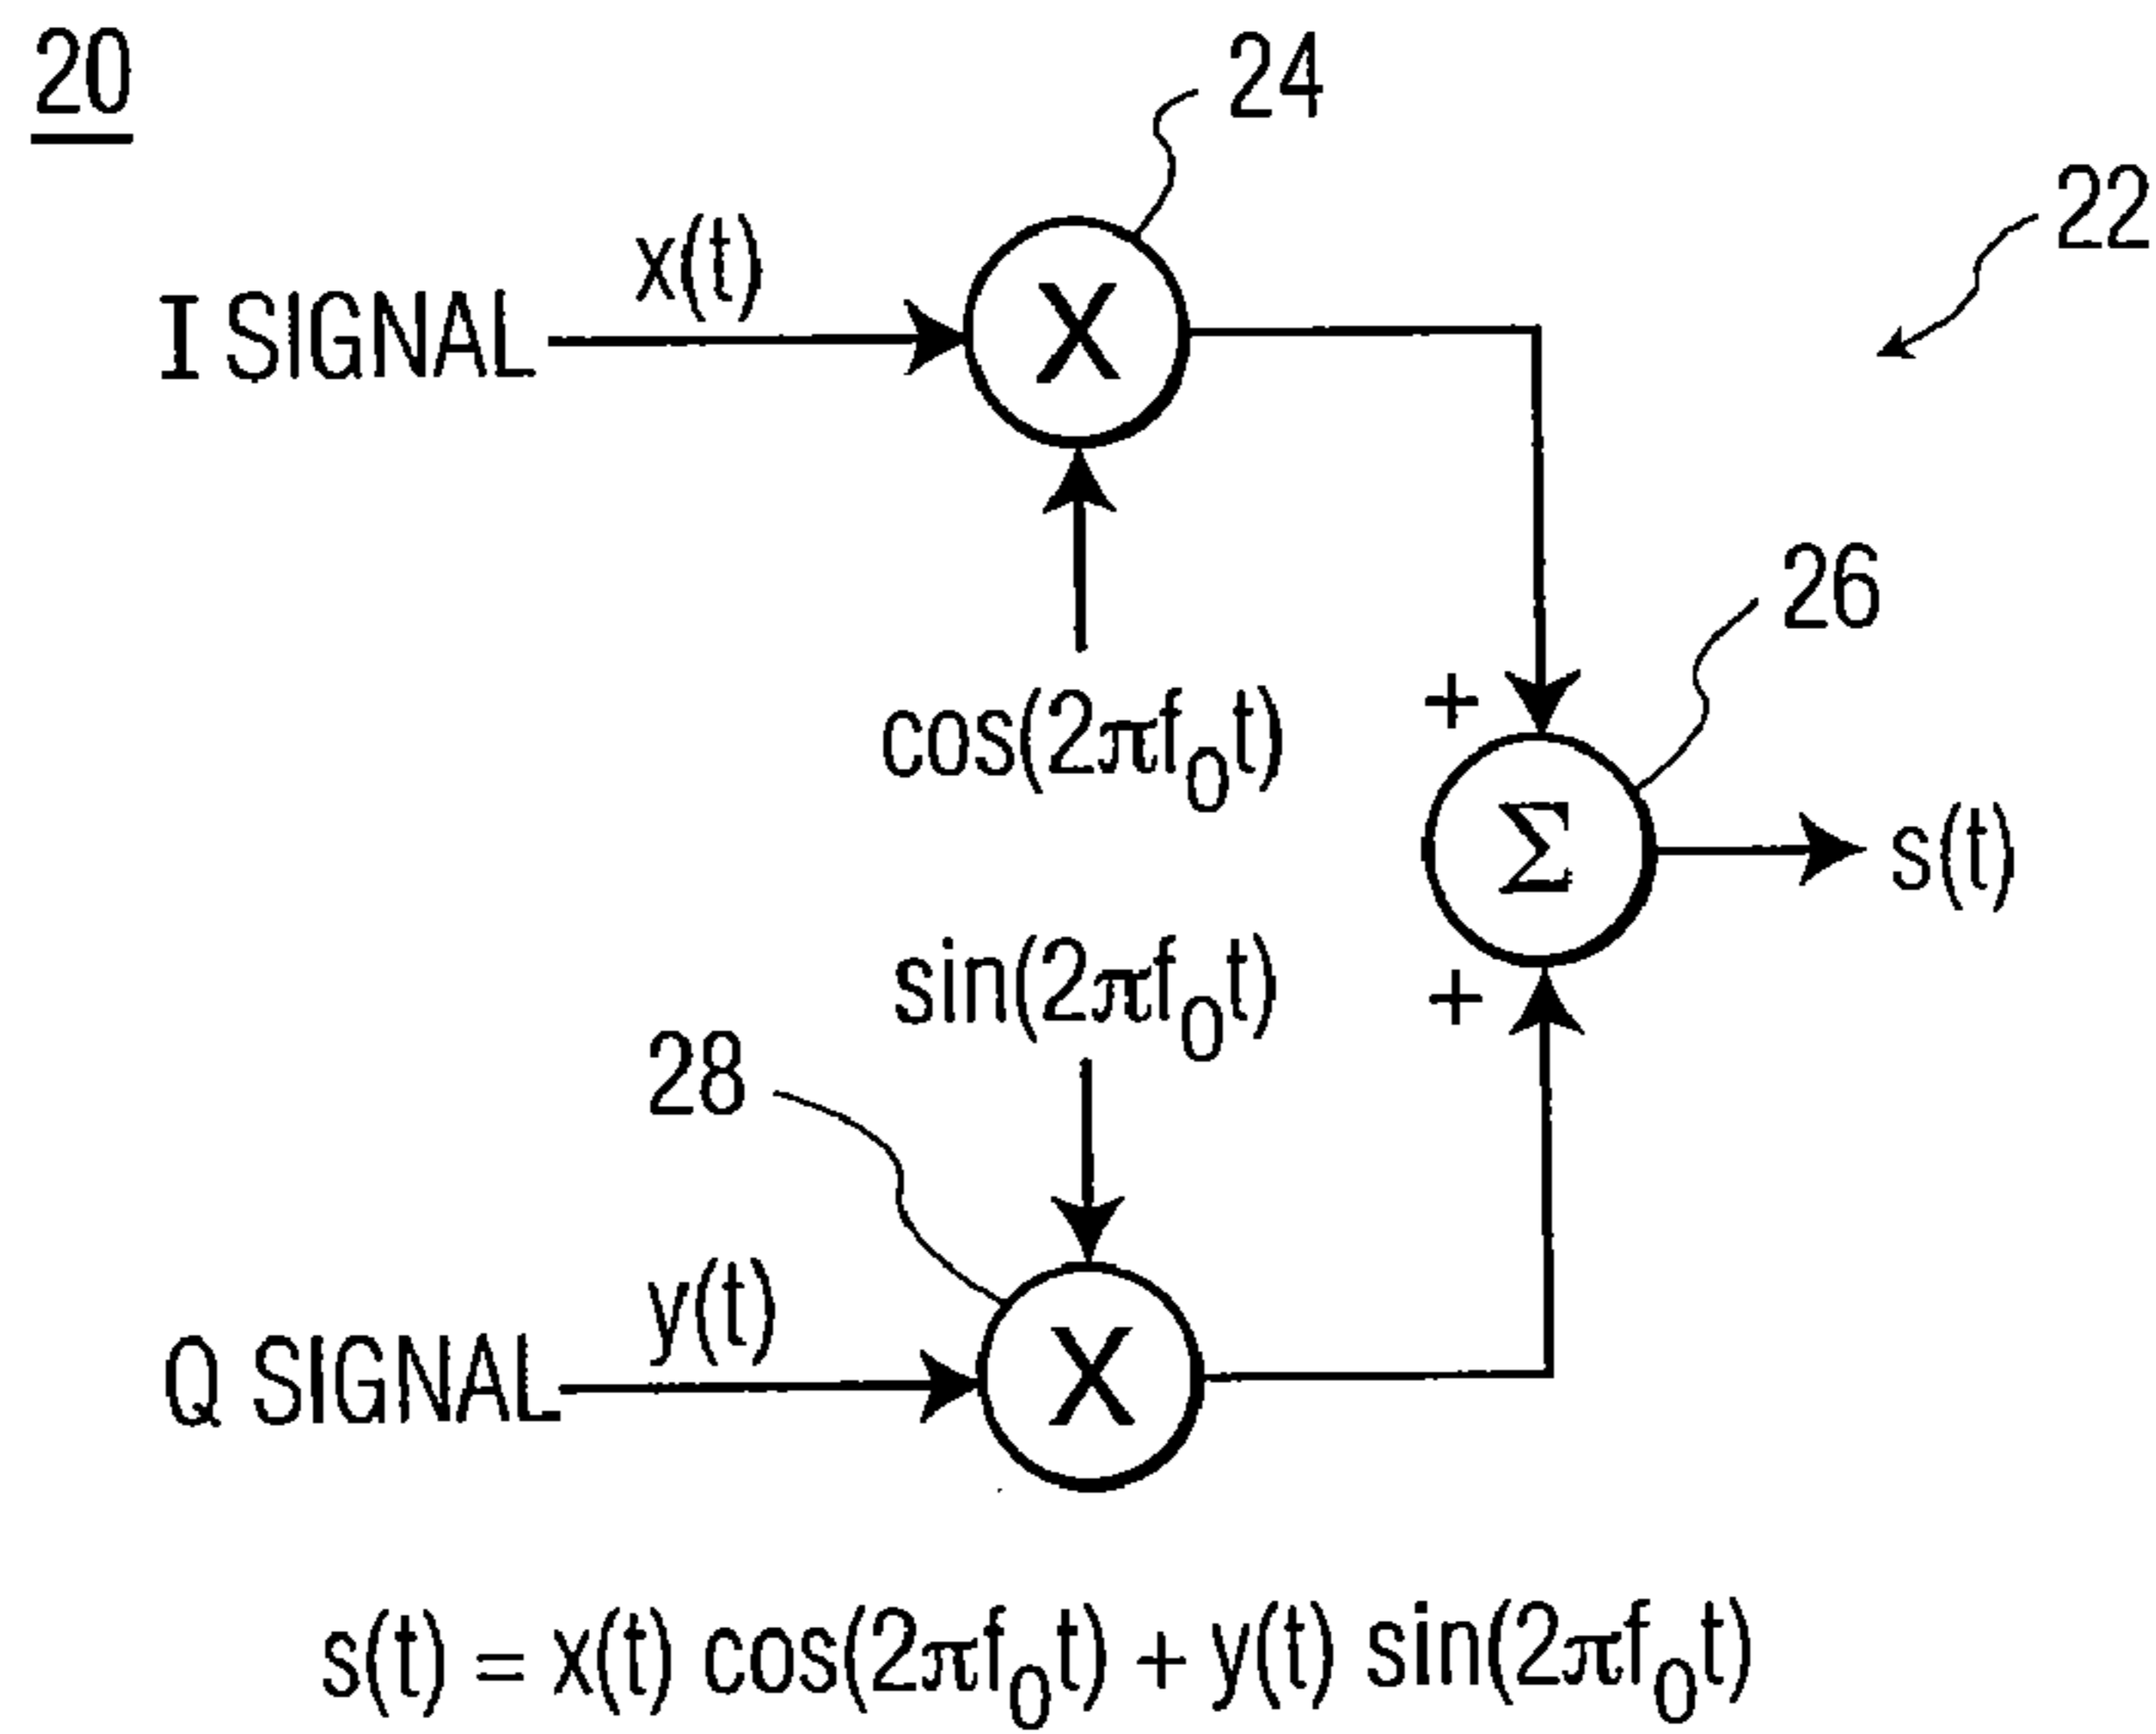 20
24
22
x(t)
I SIGNAL
X
cos(2πf₀t)
26
+
Σ
s(t)
+
sin(2πf₀t)
28
y(t)
Q SIGNAL
X
s(t) = x(t) cos(2πf₀t) + y(t) sin(2πf₀t)